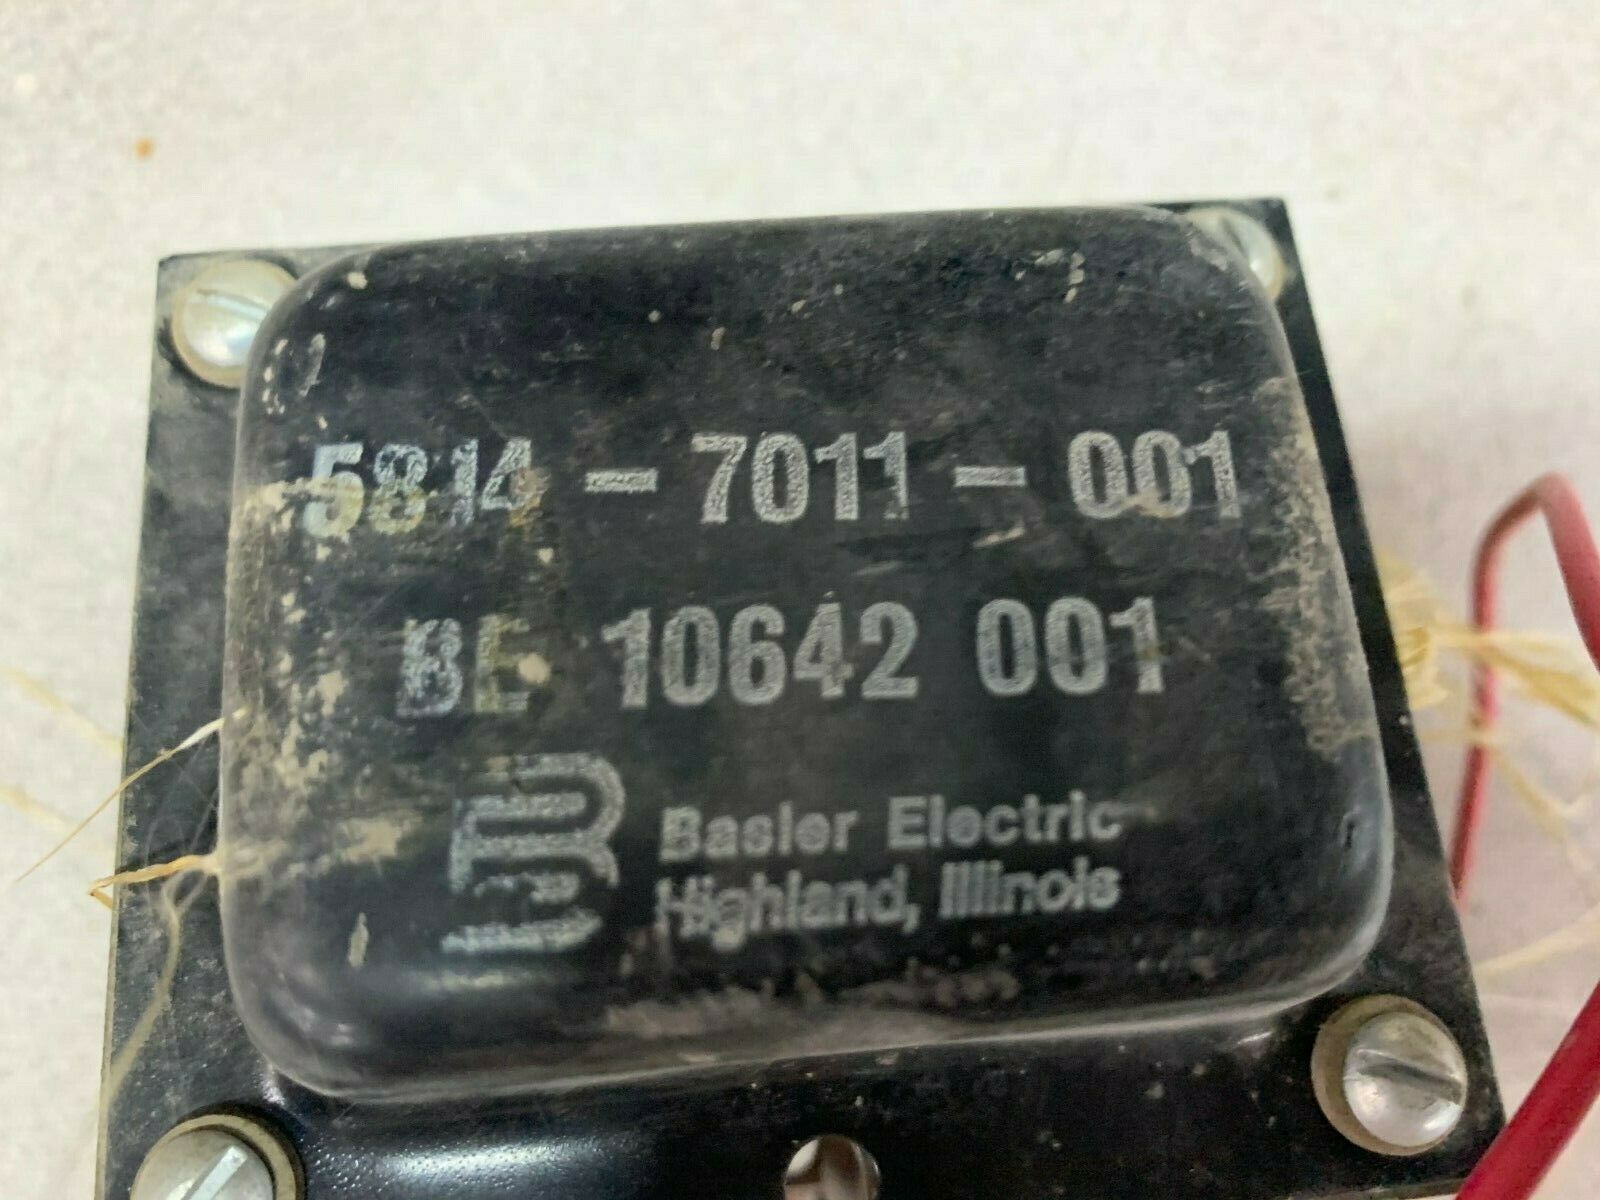 5814-7011-001
BE 10642 001
Basler Electric
Highland, Illinois